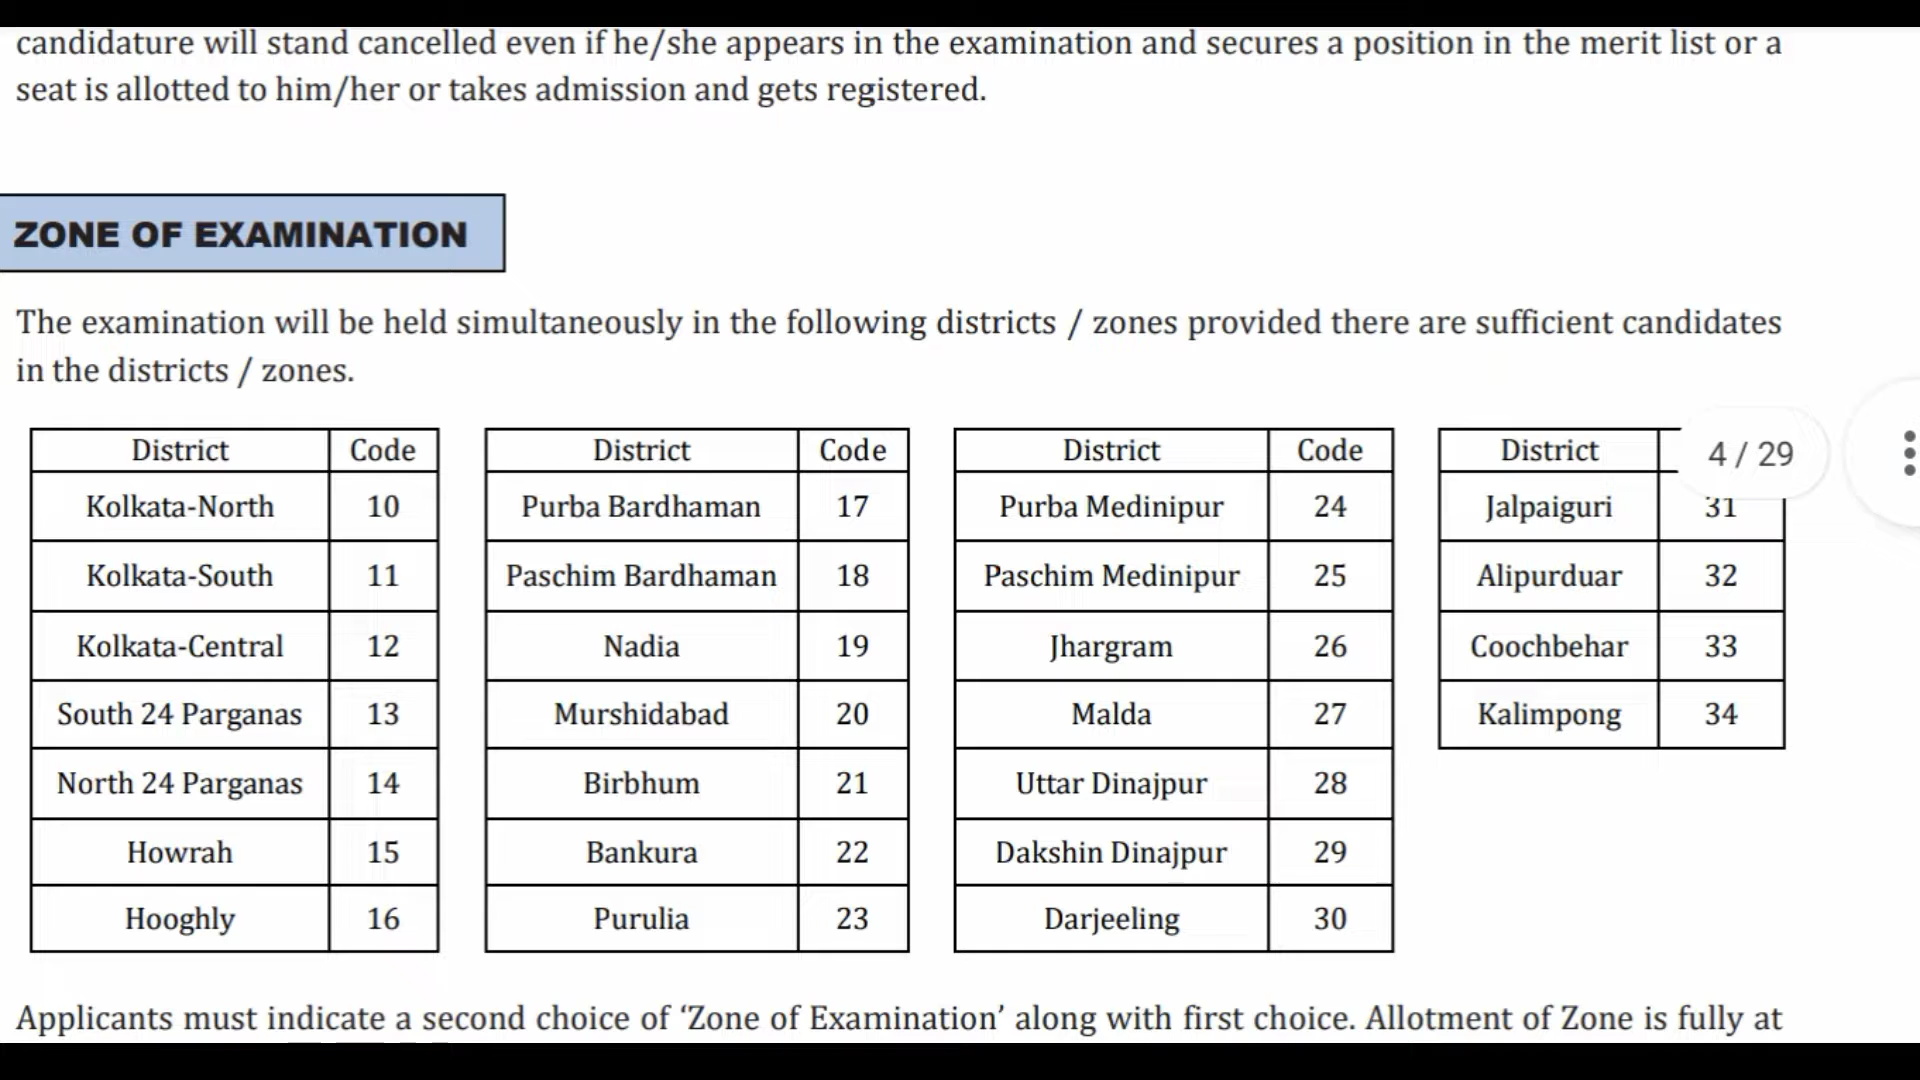 candidature will stand cancelled even if he/she appears in the examination and secures a position in the merit list or a
seat is allotted to him/her or takes admission and gets registered.
ZONE OF EXAMINATION
The examination will be held simultaneously in the following districts / zones provided there are sufficient candidates
in the districts / zones.
District Code
Kolkata-North 10
Kolkata-South 11
Kolkata-Central 12
South 24 Parganas 13
North 24 Parganas 14
Howrah 15
Hooghly 16
District Code
Purba Bardhaman 17
Paschim Bardhaman 18
Nadia 19
Murshidabad 20
Birbhum 21
Bankura 22
Purulia 23
District Code
Purba Medinipur 24
Paschim Medinipur 25
Jhargram 26
Malda 27
Uttar Dinajpur 28
Dakshin Dinajpur 29
Darjeeling 30
District
4 / 29
Jalpaiguri 31
Alipurduar 32
Coochbehar 33
Kalimpong 34
Applicants must indicate a second choice of ‘Zone of Examination’ along with first choice. Allotment of Zone is fully at